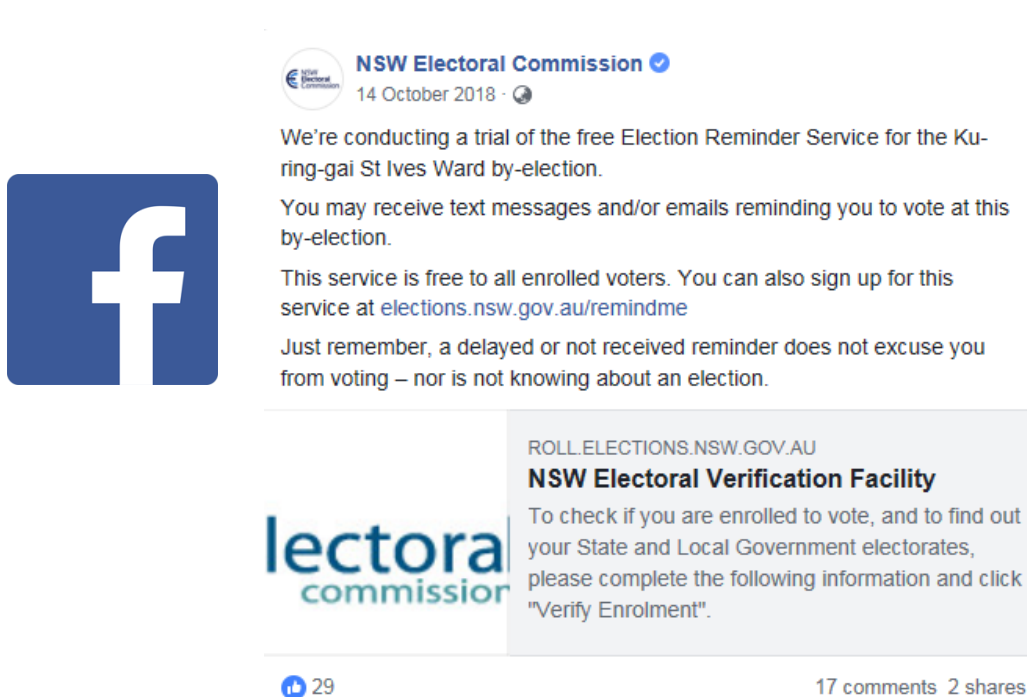 NSW Electoral Commission
NSW
Electoral
Commission
14 October 2018 ·
We're conducting a trial of the free Election Reminder Service for the Ku-
ring-gai St Ives Ward by-election.
You may receive text messages and/or emails reminding you to vote at this
by-election.
This service is free to all enrolled voters. You can also sign up for this
service at elections.nsw.gov.au/remindme
Just remember, a delayed or not received reminder does not excuse you
from voting – nor is not knowing about an election.
f
ROLL.ELECTIONS.NSW.GOV.AU
NSW Electoral Verification Facility
To check if you are enrolled to vote, and to find out
your State and Local Government electorates,
please complete the following information and click
"Verify Enrolment".
lectoral
commission
29
17 comments 2 shares